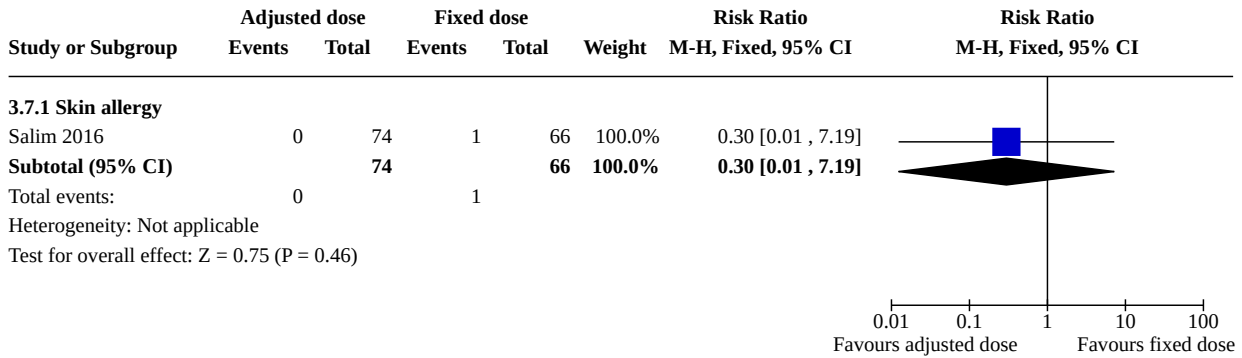 Adjusted dose Fixed dose Risk Ratio Risk Ratio
Study or Subgroup Events Total Events Total Weight M-H, Fixed, 95% CI M-H, Fixed, 95% CI
3.7.1 Skin allergy
Salim 2016 0 74 1 66 100.0% 0.30 [0.01 , 7.19]
Subtotal (95% CI) 74 66 100.0% 0.30 [0.01 , 7.19]
Total events: 0 1
Heterogeneity: Not applicable
Test for overall effect: Z = 0.75 (P = 0.46)
0.01 0.1 1 10 100
Favours adjusted dose Favours fixed dose